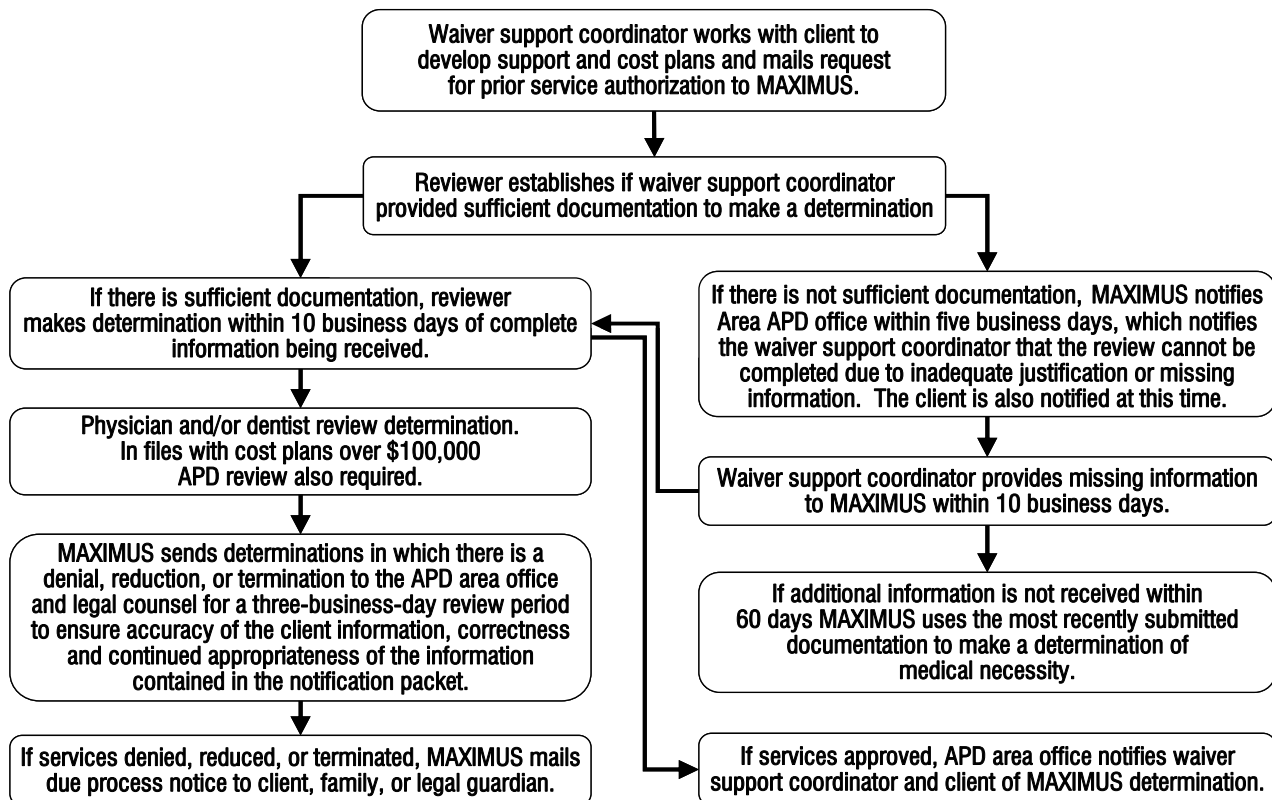 Waiver support coordinator works with client to
develop support and cost plans and mails request
for prior service authorization to MAXIMUS.
Reviewer establishes if waiver support coordinator
provided sufficient documentation to make a determination
If there is sufficient documentation, reviewer
makes determination within 10 business days of complete
information being received.
If there is not sufficient documentation, MAXIMUS notifies
Area APD office within five business days, which notifies
the waiver support coordinator that the review cannot be
completed due to inadequate justification or missing
information. The client is also notified at this time.
Physician and/or dentist review determination.
In files with cost plans over $100,000
APD review also required.
Waiver support coordinator provides missing information
to MAXIMUS within 10 business days.
MAXIMUS sends determinations in which there is a
denial, reduction, or termination to the APD area office
and legal counsel for a three-business-day review period
to ensure accuracy of the client information, correctness
and continued appropriateness of the information
contained in the notification packet.
If additional information is not received within
60 days MAXIMUS uses the most recently submitted
documentation to make a determination of
medical necessity.
If services denied, reduced, or terminated, MAXIMUS mails
due process notice to client, family, or legal guardian.
If services approved, APD area office notifies waiver
support coordinator and client of MAXIMUS determination.